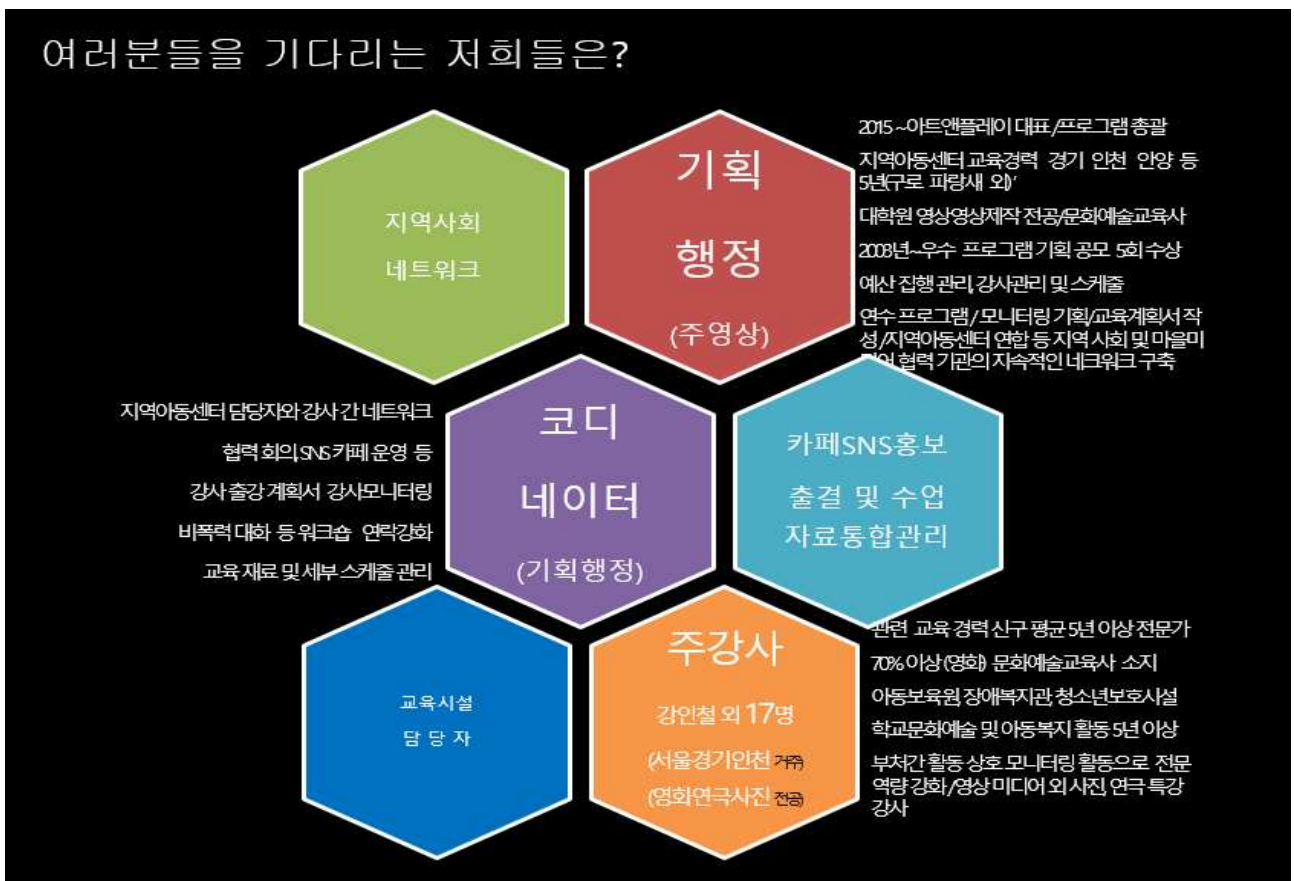 여러분들을 기다리는 저희들은?
지역사회
네트워크
기획
행정
(주영상)
2015 ~아트앤플레이 대표 /프로그램 총괄
지역아동센터 교육경력 경기 인천 안양 등
5년(구로 파랑새 외)'
대학원 영상영상제작 전공/문화예술교육사
2003년~우수 프로그램 기획 공모 5회 수상
예산 집행 관리, 강사관리 및 스케줄
연수 프로그램 / 모니터링 기획/교육계획서 작
성 /지역아동센터 연합 등 지역 사회 및 마을미
협력 기관의 지속적인 네크워크 구축
지역아동센터 담당자와 강사 간 네트워크
협력 회의, SNS 카페 운영 등
강사 출강 계획서 강사모니터링
비폭력 대화 등 워크숍 연락강화
교육 재료 및 세부 스케줄 관리
코디
네이터
(기획행정)
카페SNS홍보
출결 및 수업
자료통합관리
교육시설
담 당 자
주강사
강인철 외 17명
(서울경기인천 거주)
(영화연극사진 전공)
관련 교육 경력 신구 평균 5년 이상 전문가
70% 이상 (영화) 문화예술교육사 소지
아동보육원, 장애복지관, 청소년보호시설
학교문화예술 및 아동복지 활동 5년 이상
부처간 활동 상호 모니터링 활동으로 전문
역량 강화 /영상 미디어 외 사진, 연극 특강
강사